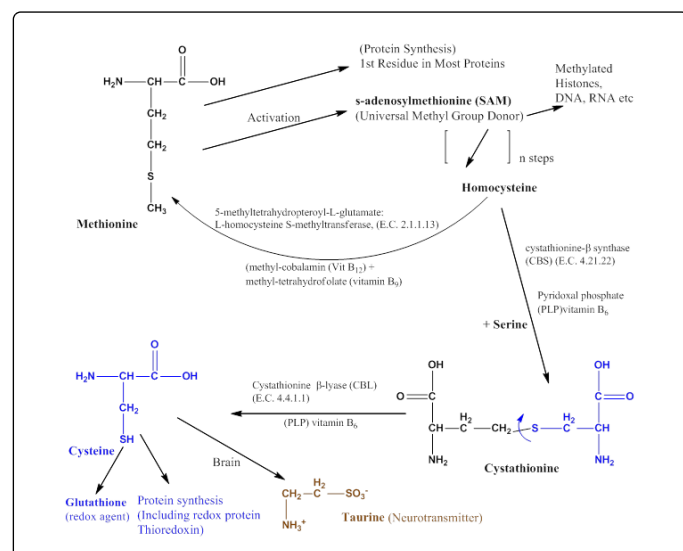 (Protein Synthesis)
1st Residue in Most Proteins
O
H₂N—CH—C—OH
CH₂
CH₂
S
CH₃
Methionine
Activation
s-adenosylmethionine (SAM)
(Universal Methyl Group Donor)
Methylated
Histones,
DNA, RNA etc
n steps
Homocysteine
5-methyltetrahydropteroyl-L-glutamate:
L-homocysteine S-methyltransferase, (E.C. 2.1.1.13)
(methyl-cobalamin (Vit B₁₂) +
methyl-tetrahydrofolate (vitamin B₉)
cystathionine-β synthase
(CBS) (E.C. 4.21.22)
Pyridoxal phosphate
(PLP)vitamin B₆
+ Serine
O
H₂N—CH—C—OH
CH₂
SH
Cysteine
Cystathionine β-lyase (CBL)
(E.C. 4.4.1.1)
(PLP) vitamin B₆
OH
O
C
H₂
C
CH
CH₂
S
H₂
C
CH
C
O
OH
NH₂
NH₂
Cystathionine
Brain
Glutathione
(redox agent)
Protein synthesis
(Including redox protein
Thioredoxin)
H₂
CH₂—C—SO₃⁻
NH₃⁺
Taurine (Neurotransmitter)